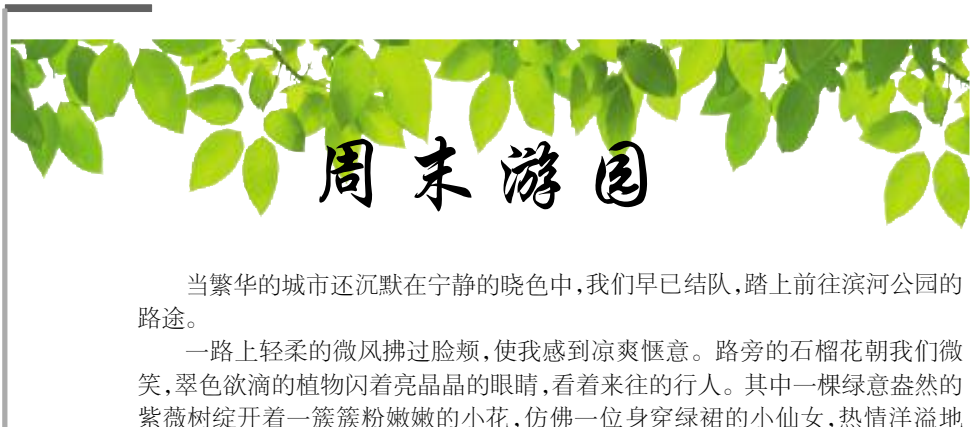 周末游园
当繁华的城市还沉默在宁静的晓色中,我们早已结队,踏上前往滨河公园的
路途。
一路上轻柔的微风拂过脸颊,使我感到凉爽惬意。路旁的石榴花朝我们微
笑,翠色欲滴的植物闪着亮晶晶的眼睛,看着来往的行人。其中一棵绿意盎然的
紫薇树绽开着一簇簇粉嫩嫩的小花,仿佛一位身穿绿裙的小仙女,热情洋溢地